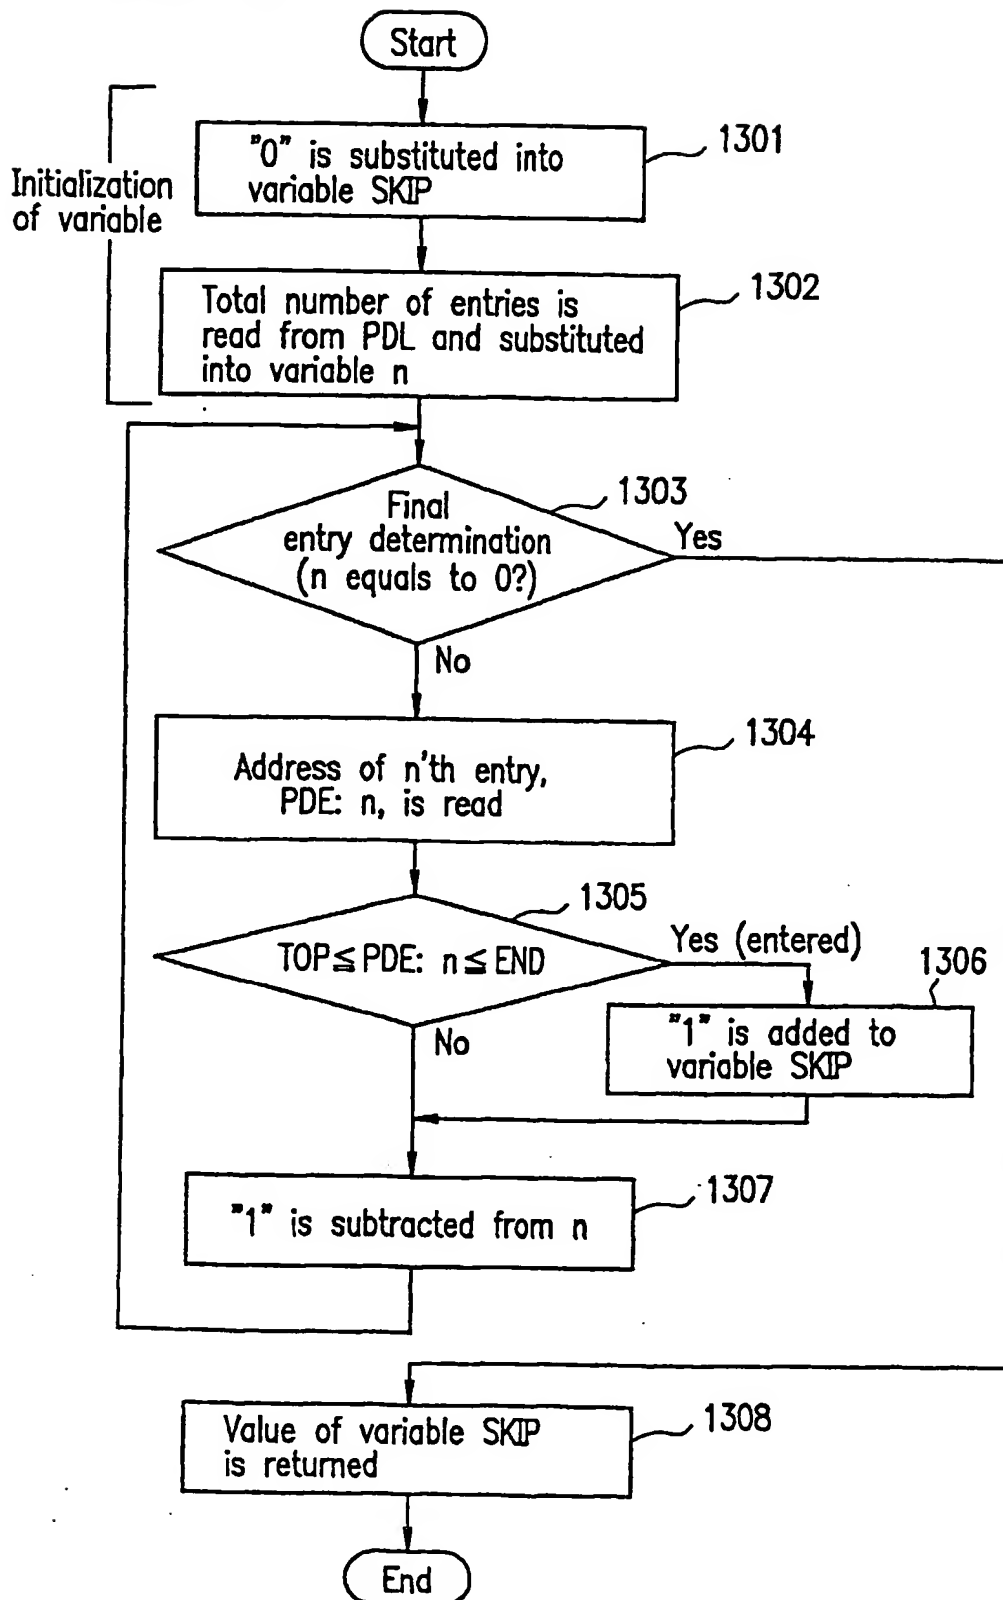 Start
"0" is substituted into
variable SKIP
1301
Initialization
of variable
Total number of entries is
read from PDL and substituted
into variable n
1302
Final
entry determination
(n equals to 0?)
1303
Yes
No
Address of n'th entry,
PDE: n, is read
1304
TOP≦PDE: n≦END
1305
Yes (entered)
No
1306
"1" is added to
variable SKIP
"1" is subtracted from n
1307
Value of variable SKIP
is returned
1308
End